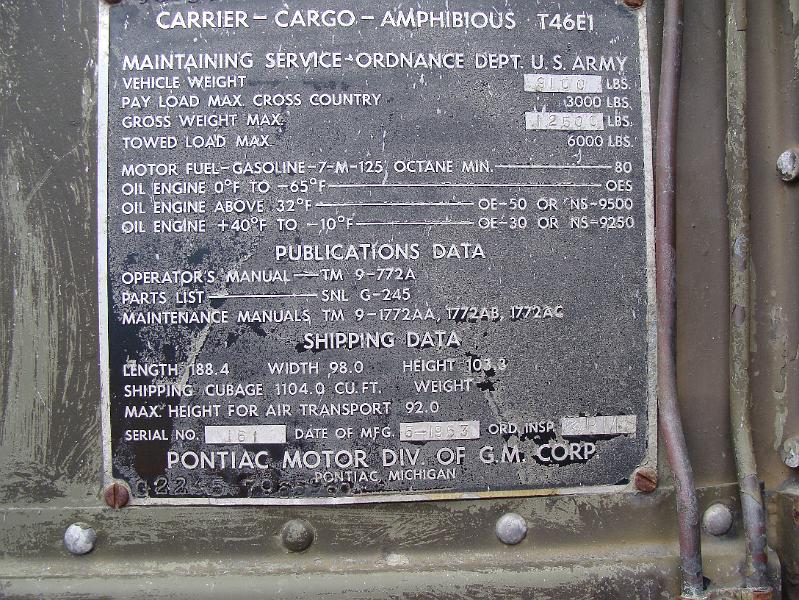 CARRIER - CARGO - AMPHIBIOUS T46E1
MAINTAINING SERVICE - ORDNANCE DEPT. U.S. ARMY
VEHICLE WEIGHT 9100 LBS.
PAY LOAD MAX. CROSS COUNTRY 3000 LBS.
GROSS WEIGHT MAX. 12500 LBS.
TOWED LOAD MAX. 6000 LBS.
MOTOR FUEL-GASOLINE-7-M-125, OCTANE MIN. 80
OIL ENGINE 0°F TO -65°F OES
OIL ENGINE ABOVE 32°F OE-50 OR NS-9500
OIL ENGINE +40°F TO -10°F OE-30 OR NS-9250
PUBLICATIONS DATA
OPERATOR'S MANUAL TM 9-772A
PARTS LIST SNL G-245
MAINTENANCE MANUALS TM 9-1772AA, 1772AB, 1772AC
SHIPPING DATA
LENGTH 188.4 WIDTH 98.0 HEIGHT 103.3
SHIPPING CUBAGE 1104.0 CU.FT. WEIGHT
MAX. HEIGHT FOR AIR TRANSPORT 92.0
SERIAL NO. 161 DATE OF MFG. 5-1953 ORD. INSP.
PONTIAC MOTOR DIV. OF G.M. CORP
PONTIAC, MICHIGAN